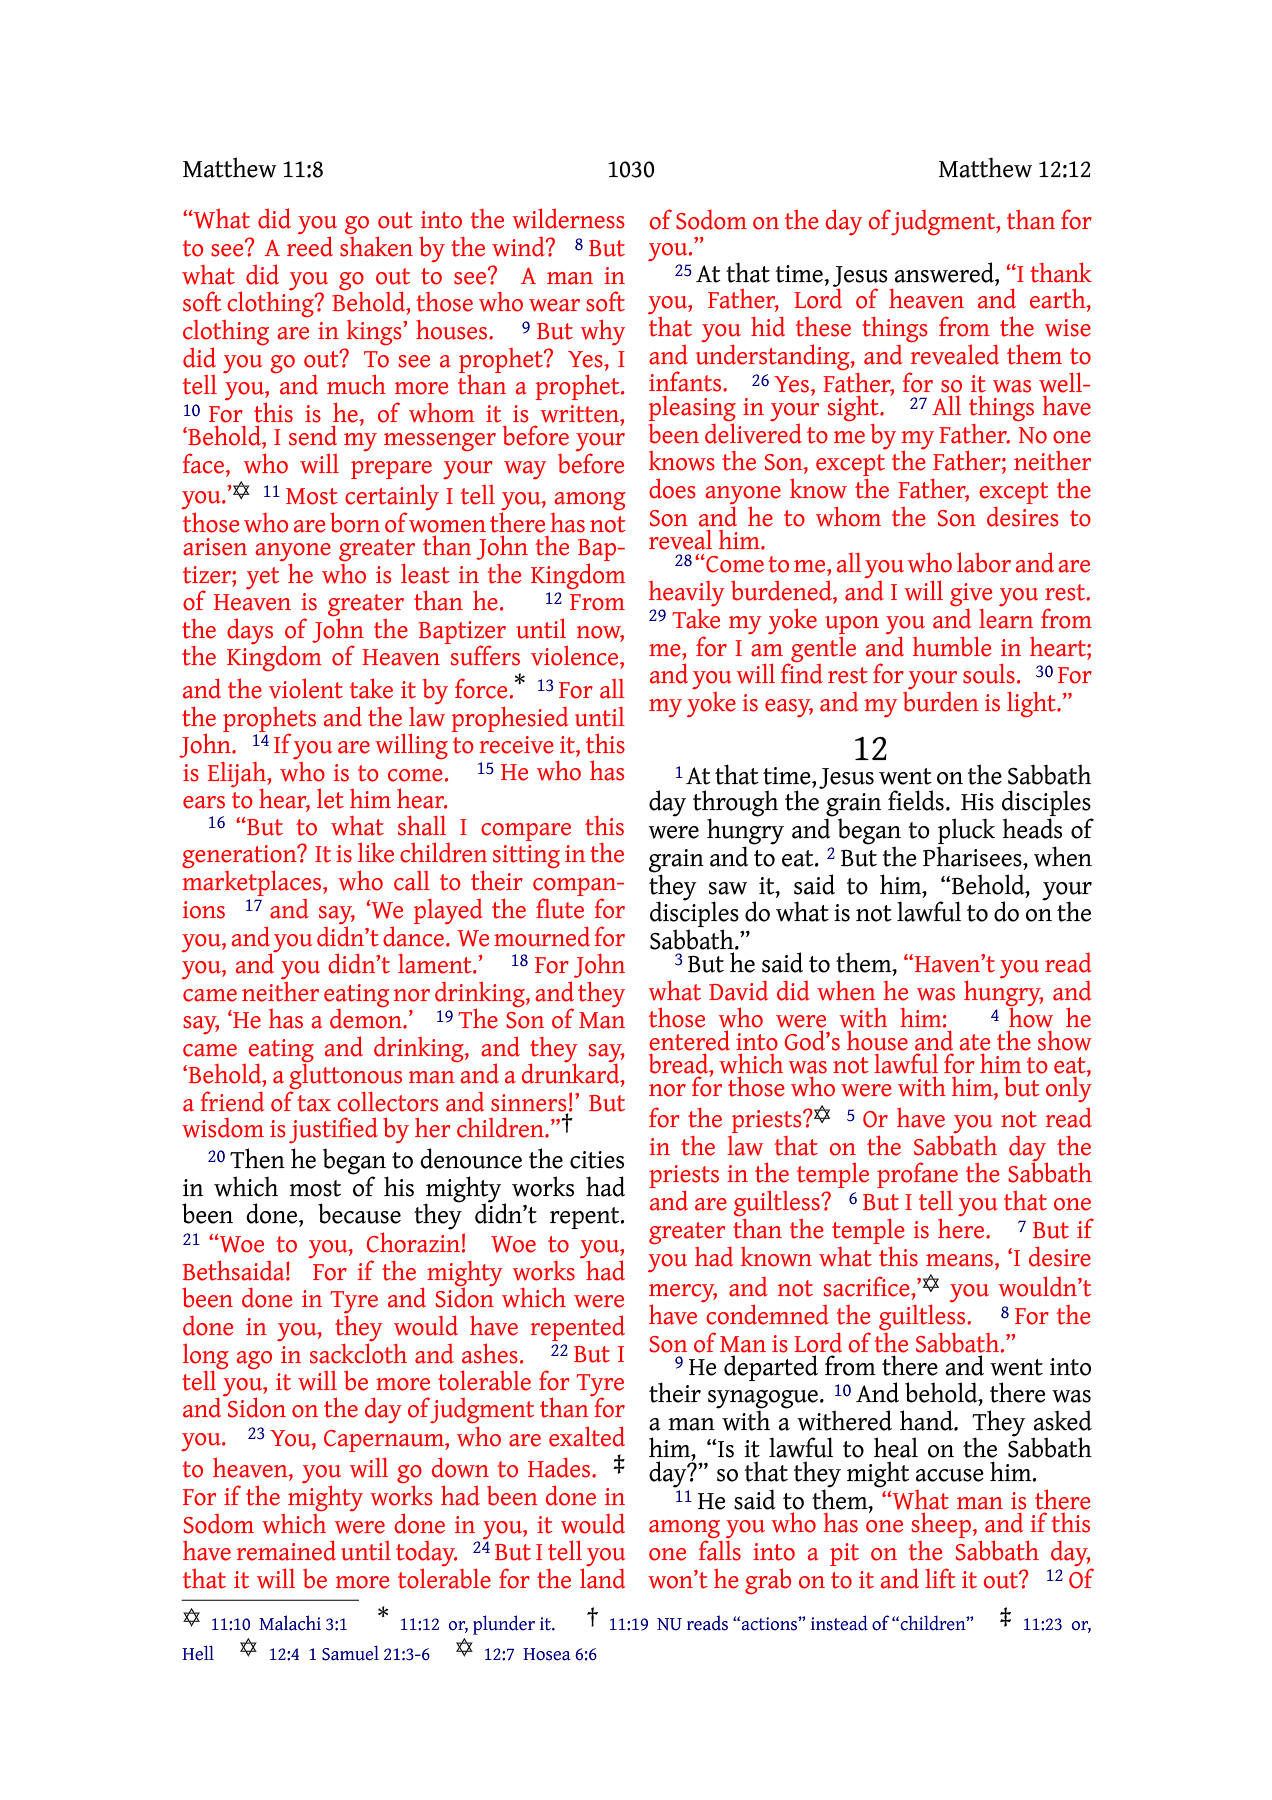 Matthew 11:8 1030 Matthew 12:12
“What did you go out into the wilderness
to see? A reed shaken by the wind? 8 But
what did you go out to see? A man in
soft clothing? Behold, those who wear soft
clothing are in kings’ houses. 9 But why
did you go out? To see a prophet? Yes, I
tell you, and much more than a prophet.
10 For this is he, of whom it is written,
‘Behold, I send my messenger before your
face, who will prepare your way before
you.’✡ 11 Most certainly I tell you, among
those who are born of women there has not
arisen anyone greater than John the Bap-
tizer; yet he who is least in the Kingdom
of Heaven is greater than he. 12 From
the days of John the Baptizer until now,
the Kingdom of Heaven suffers violence,
and the violent take it by force.* 13 For all
the prophets and the law prophesied until
John. 14 If you are willing to receive it, this
is Elijah, who is to come. 15 He who has
ears to hear, let him hear.
16 “But to what shall I compare this
generation? It is like children sitting in the
marketplaces, who call to their compan-
ions 17 and say, ‘We played the flute for
you, and you didn’t dance. We mourned for
you, and you didn’t lament.’ 18 For John
came neither eating nor drinking, and they
say, ‘He has a demon.’ 19 The Son of Man
came eating and drinking, and they say,
‘Behold, a gluttonous man and a drunkard,
a friend of tax collectors and sinners!’ But
wisdom is justified by her children.”†
20 Then he began to denounce the cities
in which most of his mighty works had
been done, because they didn’t repent.
21 “Woe to you, Chorazin! Woe to you,
Bethsaida! For if the mighty works had
been done in Tyre and Sidon which were
done in you, they would have repented
long ago in sackcloth and ashes. 22 But I
tell you, it will be more tolerable for Tyre
and Sidon on the day of judgment than for
you. 23 You, Capernaum, who are exalted
to heaven, you will go down to Hades. ‡
For if the mighty works had been done in
Sodom which were done in you, it would
have remained until today. 24 But I tell you
that it will be more tolerable for the land
of Sodom on the day of judgment, than for
you.”
25 At that time, Jesus answered, “I thank
you, Father, Lord of heaven and earth,
that you hid these things from the wise
and understanding, and revealed them to
infants. 26 Yes, Father, for so it was well-
pleasing in your sight. 27 All things have
been delivered to me by my Father. No one
knows the Son, except the Father; neither
does anyone know the Father, except the
Son and he to whom the Son desires to
reveal him.
28 “Come to me, all you who labor and are
heavily burdened, and I will give you rest.
29 Take my yoke upon you and learn from
me, for I am gentle and humble in heart;
and you will find rest for your souls. 30 For
my yoke is easy, and my burden is light.”
12
1 At that time, Jesus went on the Sabbath
day through the grain fields. His disciples
were hungry and began to pluck heads of
grain and to eat. 2 But the Pharisees, when
they saw it, said to him, “Behold, your
disciples do what is not lawful to do on the
Sabbath.”
3 But he said to them, “Haven’t you read
what David did when he was hungry, and
those who were with him: 4 how he
entered into God’s house and ate the show
bread, which was not lawful for him to eat,
nor for those who were with him, but only
for the priests?✡ 5 Or have you not read
in the law that on the Sabbath day the
priests in the temple profane the Sabbath
and are guiltless? 6 But I tell you that one
greater than the temple is here. 7 But if
you had known what this means, ‘I desire
mercy, and not sacrifice,’✡ you wouldn’t
have condemned the guiltless. 8 For the
Son of Man is Lord of the Sabbath.”
9 He departed from there and went into
their synagogue. 10 And behold, there was
a man with a withered hand. They asked
him, “Is it lawful to heal on the Sabbath
day?” so that they might accuse him.
11 He said to them, “What man is there
among you who has one sheep, and if this
one falls into a pit on the Sabbath day,
won’t he grab on to it and lift it out? 12 Of
✡ 11:10 Malachi 3:1 * 11:12 or, plunder it. † 11:19 NU reads “actions” instead of “children” ‡ 11:23 or,
Hell ✡ 12:4 1 Samuel 21:3-6 ✡ 12:7 Hosea 6:6